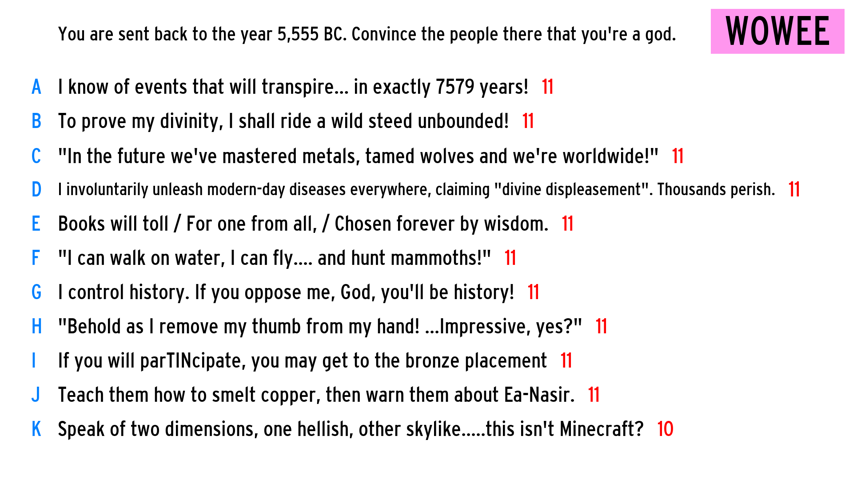 You are sent back to the year 5,555 BC. Convince the people there that you're a god. WOWEE
A I know of events that will transpire... in exactly 7579 years! 11
B To prove my divinity, I shall ride a wild steed unbounded! 11
C "In the future we've mastered metals, tamed wolves and we're worldwide!" 11
D I involuntarily unleash modern-day diseases everywhere, claiming "divine displeasement". Thousands perish. 11
E Books will toll / For one from all, / Chosen forever by wisdom. 11
F "I can walk on water, I can fly.... and hunt mammoths!" 11
G I control history. If you oppose me, God, you'll be history! 11
H "Behold as I remove my thumb from my hand! ...Impressive, yes?" 11
I If you will parTINcipate, you may get to the bronze placement 11
J Teach them how to smelt copper, then warn them about Ea-Nasir. 11
K Speak of two dimensions, one hellish, other skylike.....this isn't Minecraft? 10